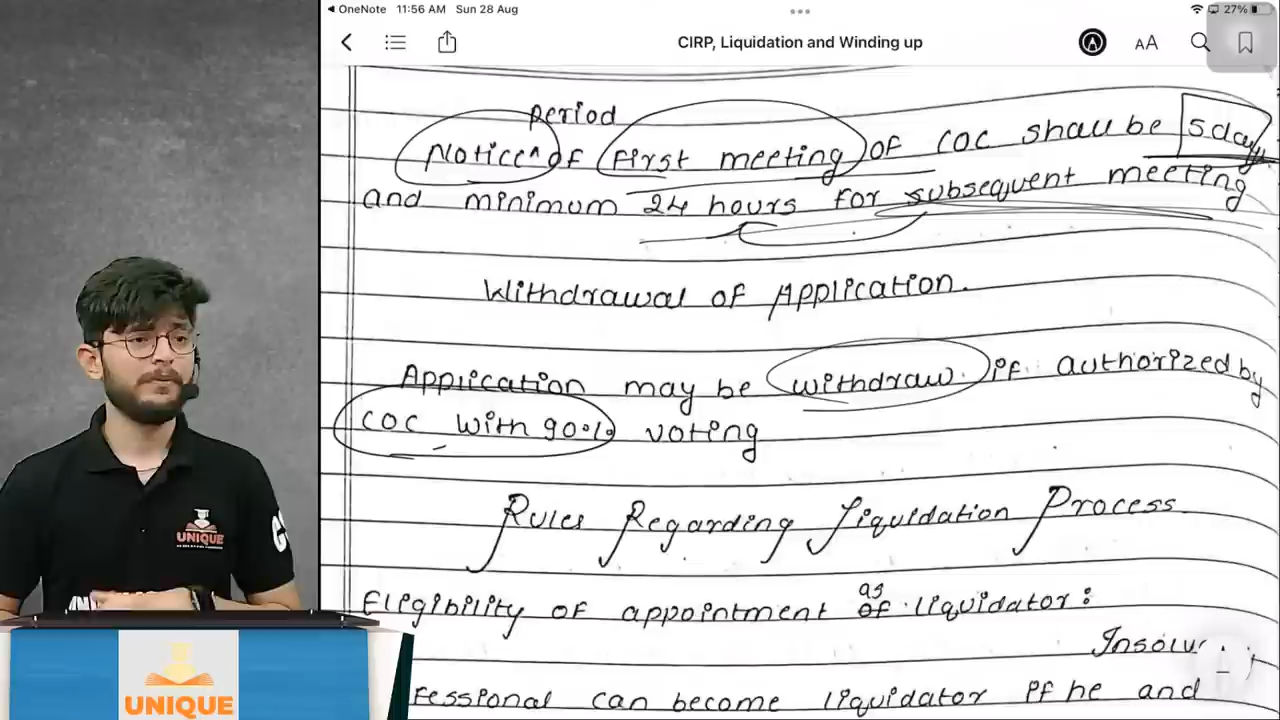 OneNote 11:56 AM Sun 28 Aug
27%
CIRP, Liquidation and Winding up
AA
period
Notice^ of First meeting of COC shall be 5 days
and minimum 24 hours for subsequent meeting
Withdrawal of Application.
Application may be withdraw if authorized by
COC with 90% voting
Rules Regarding Liquidation Process
as
Eligibility of appointment of liquidator:
Insolv
fessional can become liquidator if he and
UNIQUE
UNIQUE